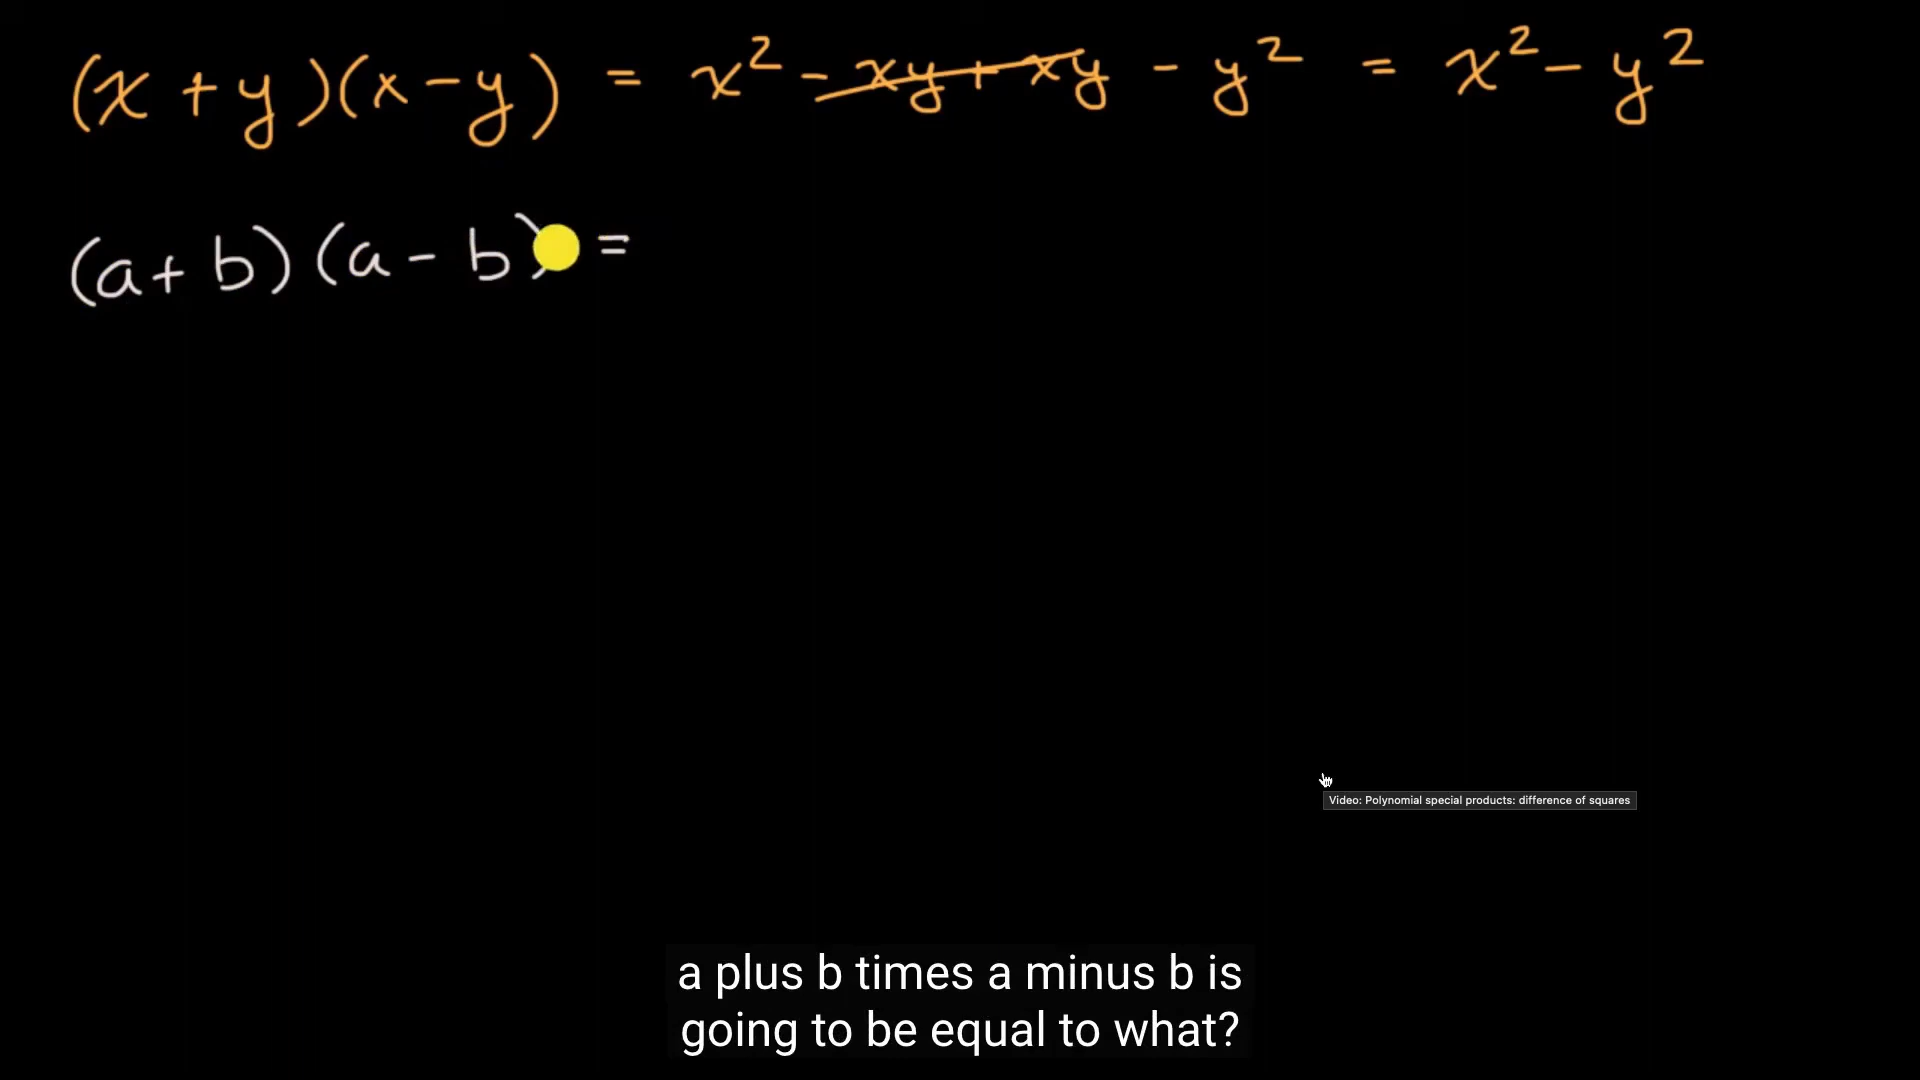 (x + y)(x - y) = x² - xy + xy - y² = x² - y²
(a + b)(a - b) =
Video: Polynomial special products: difference of squares
a plus b times a minus b is
going to be equal to what?